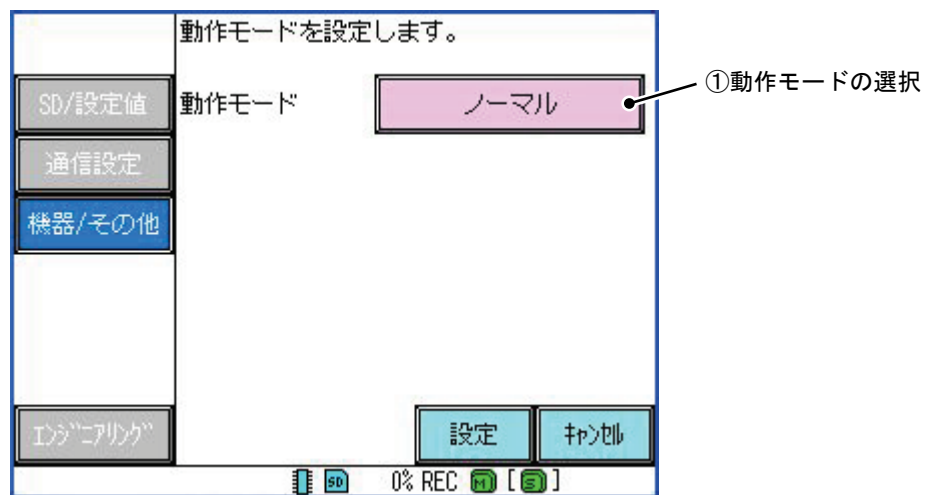 動作モードを設定します。
SD/設定値
動作モード
ノーマル
①動作モードの選択
通信設定
機器/その他
ｴﾝｼﾞﾆｱﾘﾝｸﾞ
設定
ｷｬﾝｾﾙ
SD 0% REC M [S]